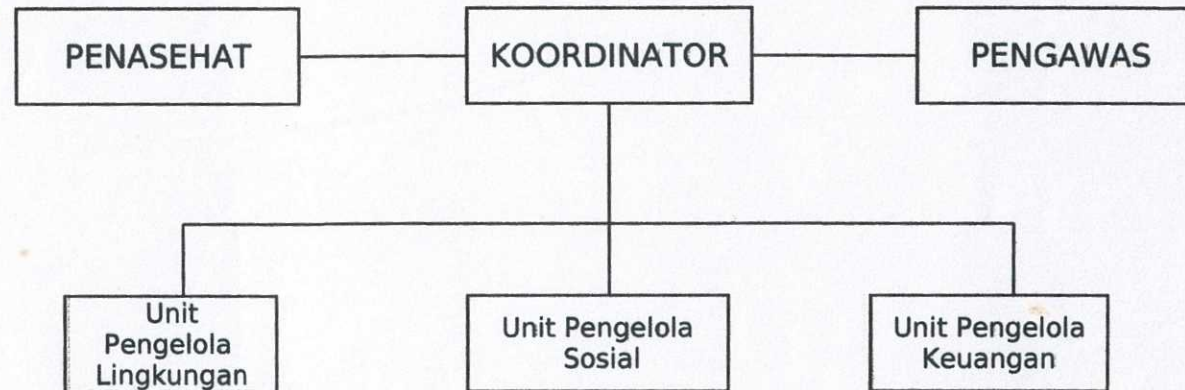 PENASEHAT
KOORDINATOR
PENGAWAS
Unit
Pengelola
Lingkungan
Unit Pengelola
Sosial
Unit Pengelola
Keuangan